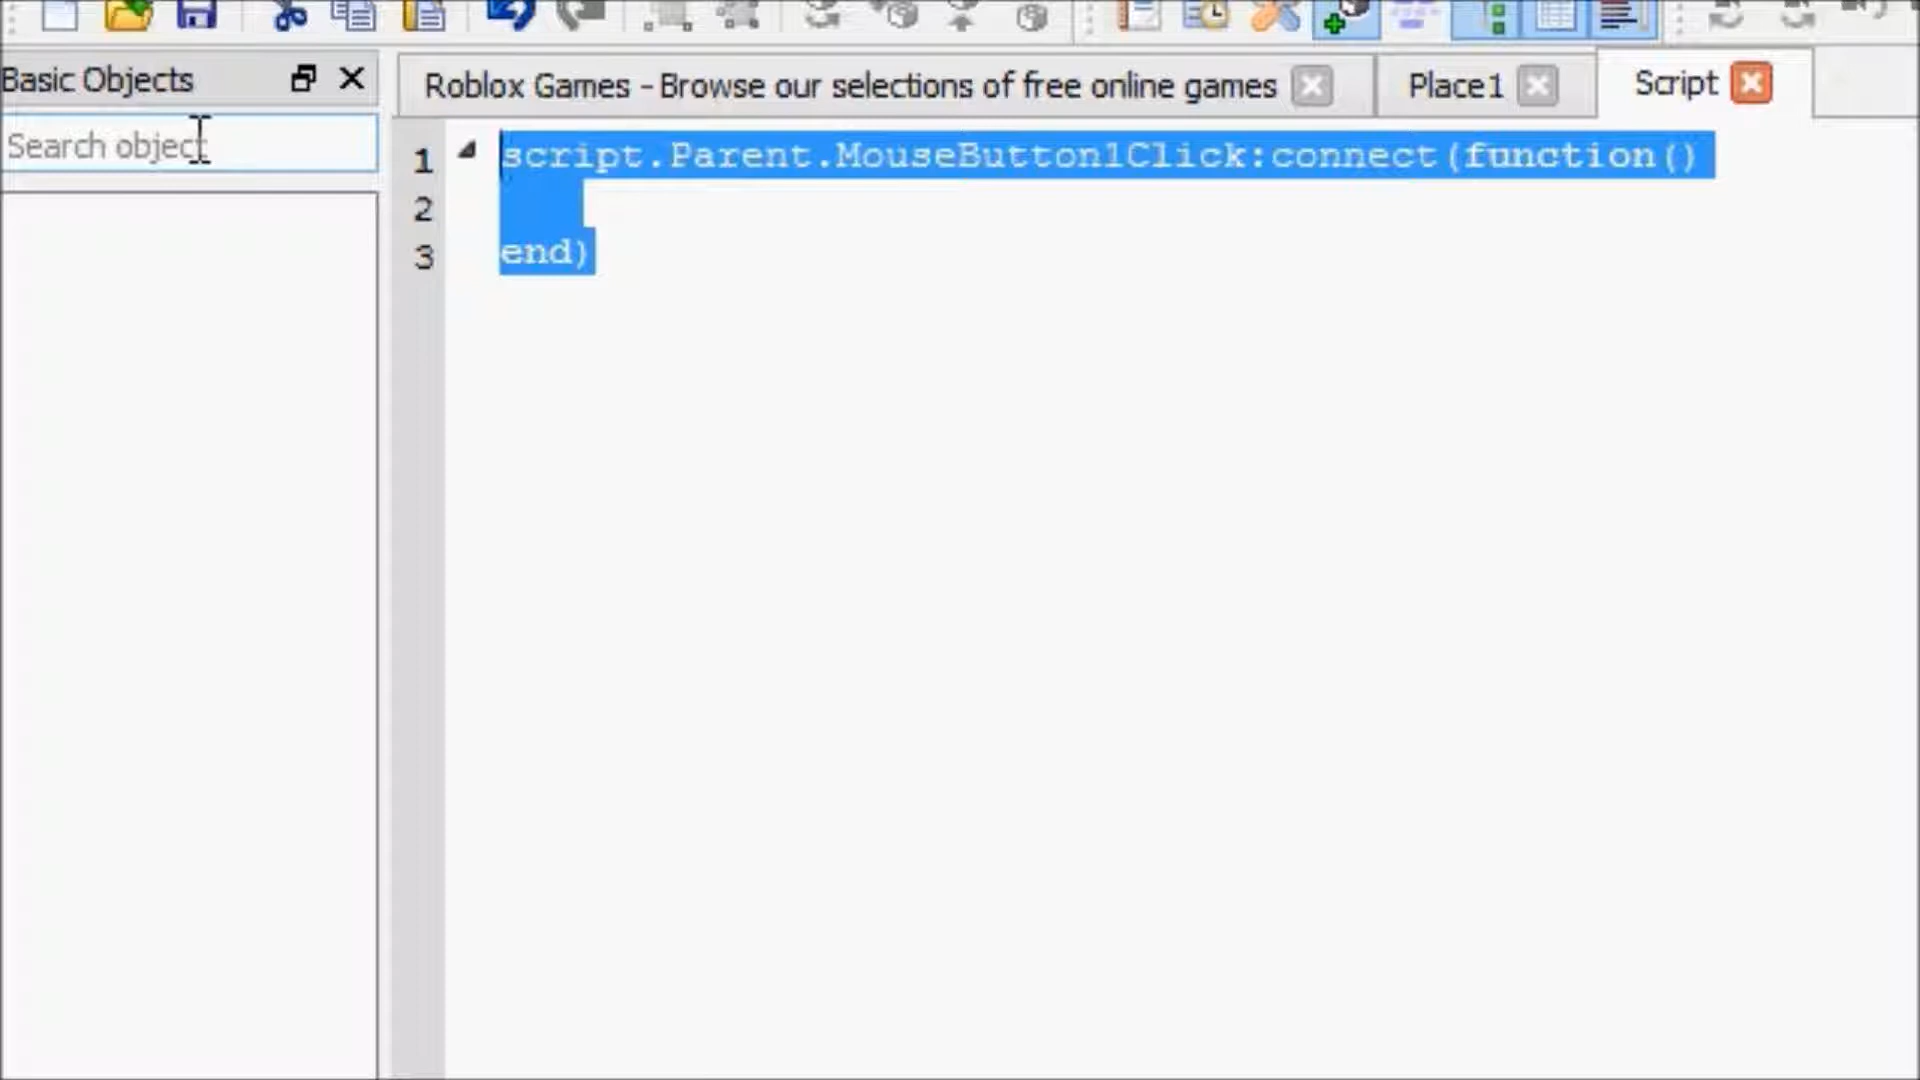 Basic Objects
Search object
Roblox Games - Browse our selections of free online games
Place1
Script
1 script.Parent.MouseButton1Click:connect(function()
2
3 end)